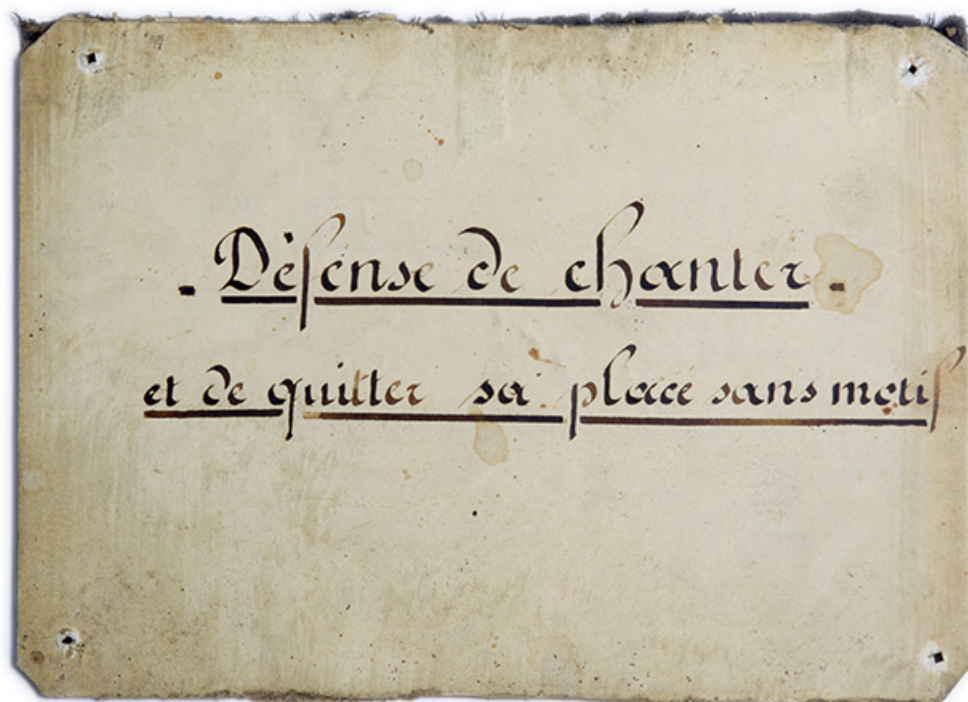 - Défense de chanter -
et de quitter sa place sans motif